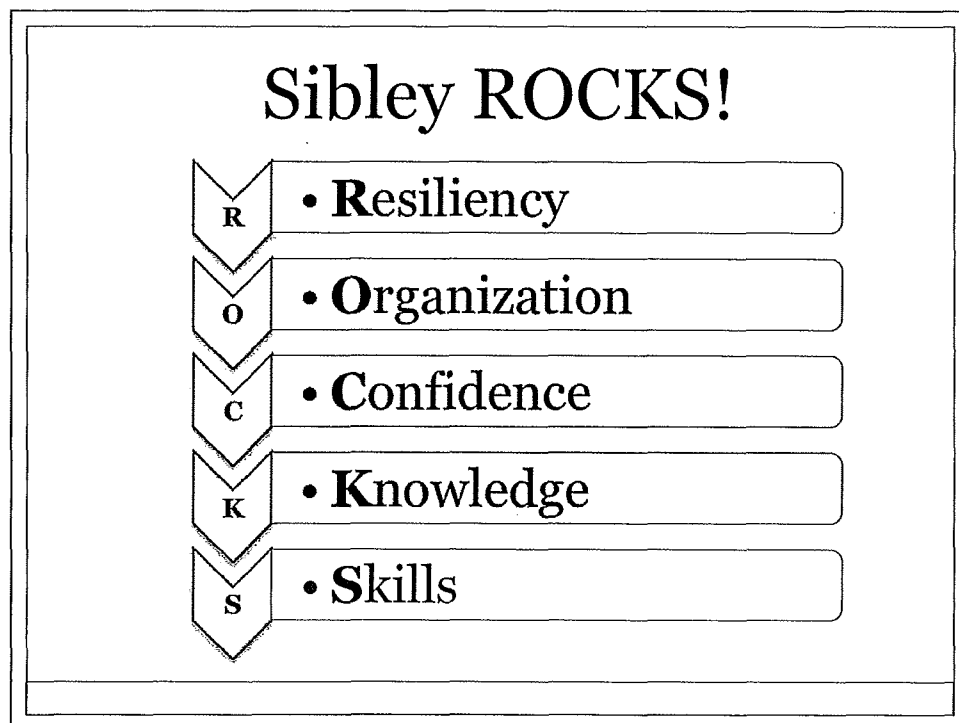 Sibley ROCKS!
R
• Resiliency
O
• Organization
C
• Confidence
K
• Knowledge
S
• Skills